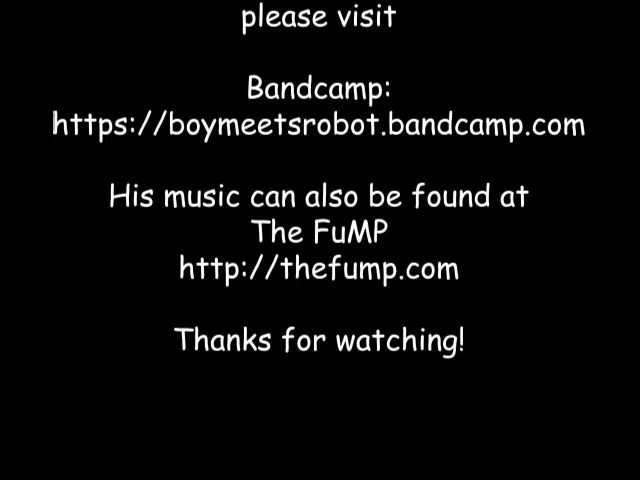 please visit
Bandcamp:
https://boymeetsrobot.bandcamp.com
His music can also be found at
The FuMP
http://thefump.com
Thanks for watching!